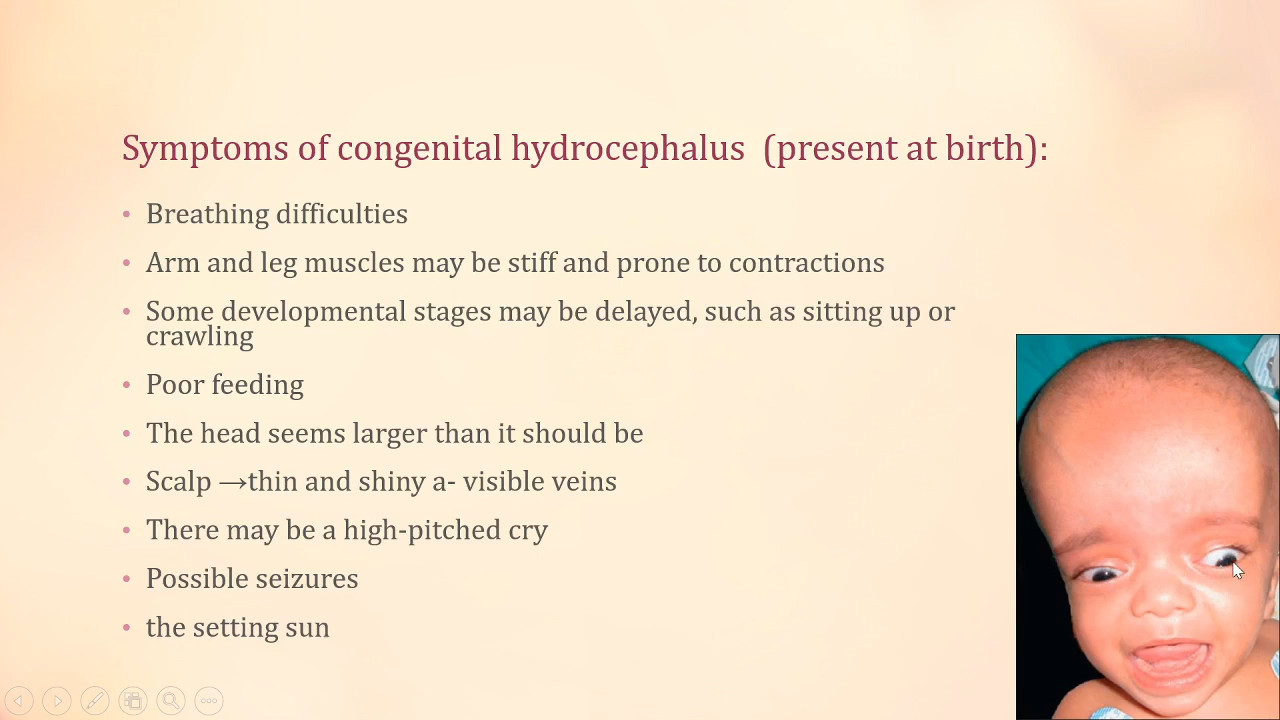 Symptoms of congenital hydrocephalus (present at birth):
• Breathing difficulties
• Arm and leg muscles may be stiff and prone to contractions
• Some developmental stages may be delayed, such as sitting up or
crawling
• Poor feeding
• The head seems larger than it should be
• Scalp →thin and shiny a- visible veins
• There may be a high-pitched cry
• Possible seizures
• the setting sun